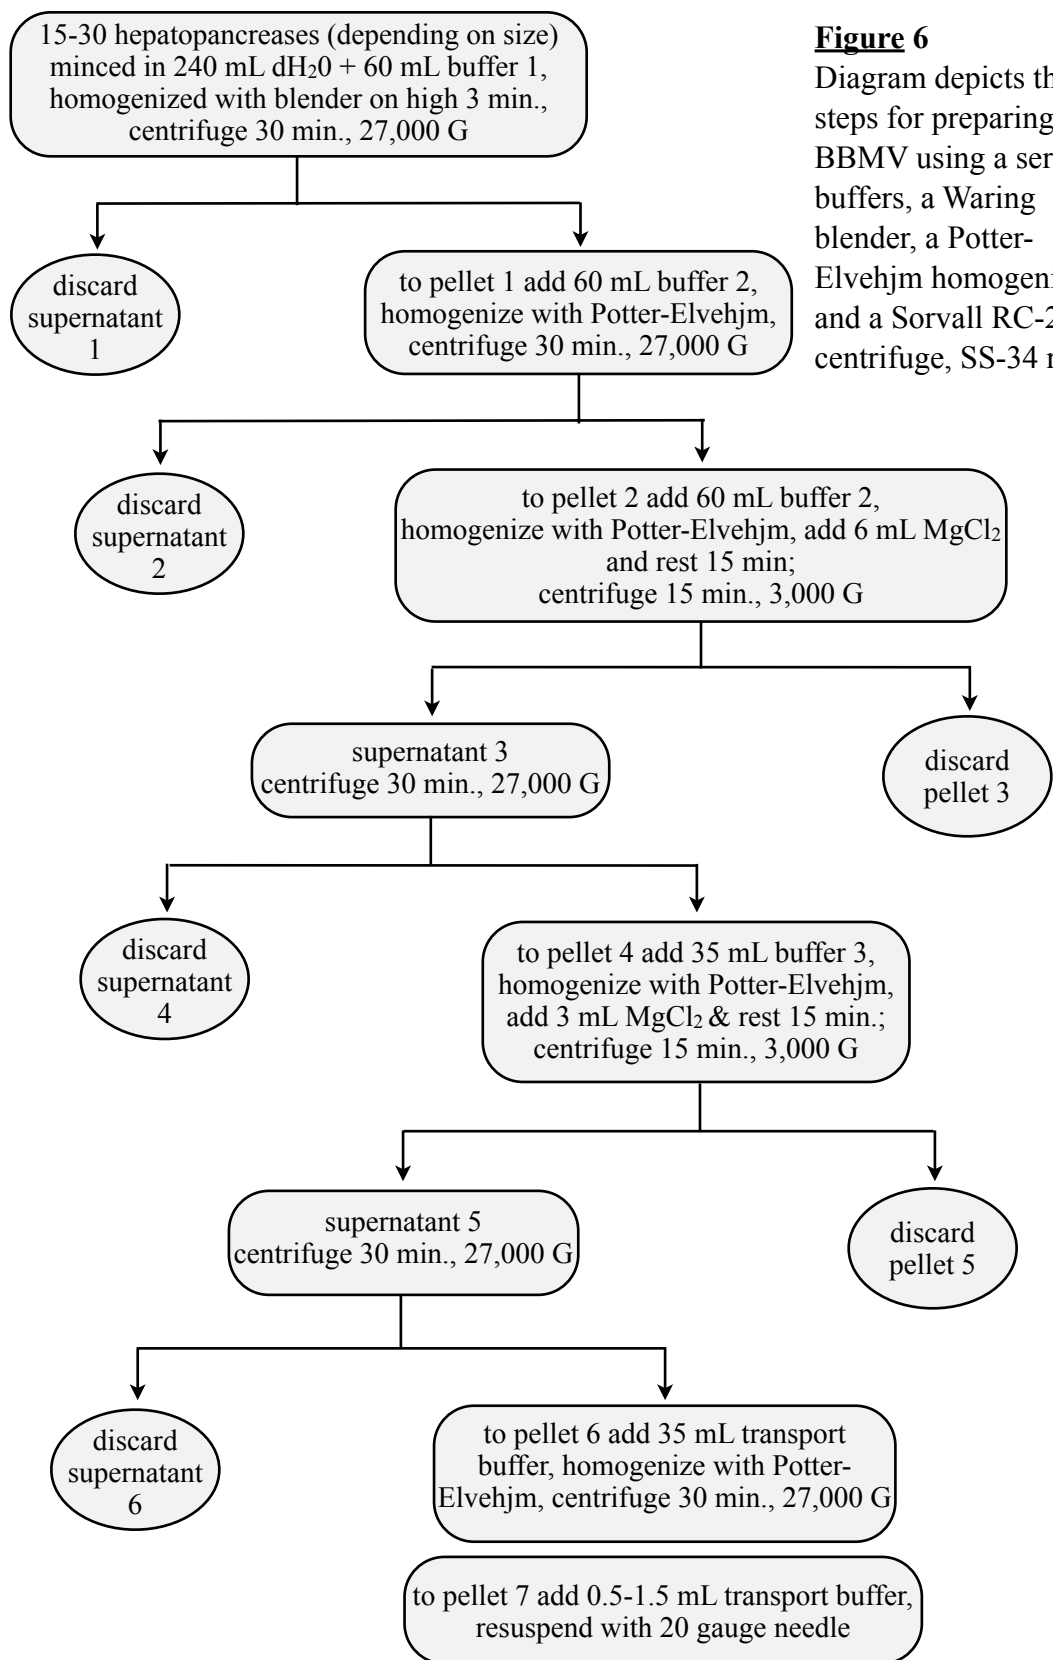 15-30 hepatopancreases (depending on size)
minced in 240 mL dH₂0 + 60 mL buffer 1,
homogenized with blender on high 3 min.,
centrifuge 30 min., 27,000 G
Figure 6
Diagram depicts th
steps for preparing
BBMV using a ser
buffers, a Waring
blender, a Potter-
Elvehjm homogeni
and a Sorvall RC-2
centrifuge, SS-34 r
discard
supernatant
1
to pellet 1 add 60 mL buffer 2,
homogenize with Potter-Elvehjm,
centrifuge 30 min., 27,000 G
discard
supernatant
2
to pellet 2 add 60 mL buffer 2,
homogenize with Potter-Elvehjm, add 6 mL MgCl₂
and rest 15 min;
centrifuge 15 min., 3,000 G
supernatant 3
centrifuge 30 min., 27,000 G
discard
pellet 3
discard
supernatant
4
to pellet 4 add 35 mL buffer 3,
homogenize with Potter-Elvehjm,
add 3 mL MgCl₂ & rest 15 min.;
centrifuge 15 min., 3,000 G
supernatant 5
centrifuge 30 min., 27,000 G
discard
pellet 5
discard
supernatant
6
to pellet 6 add 35 mL transport
buffer, homogenize with Potter-
Elvehjm, centrifuge 30 min., 27,000 G
to pellet 7 add 0.5-1.5 mL transport buffer,
resuspend with 20 gauge needle